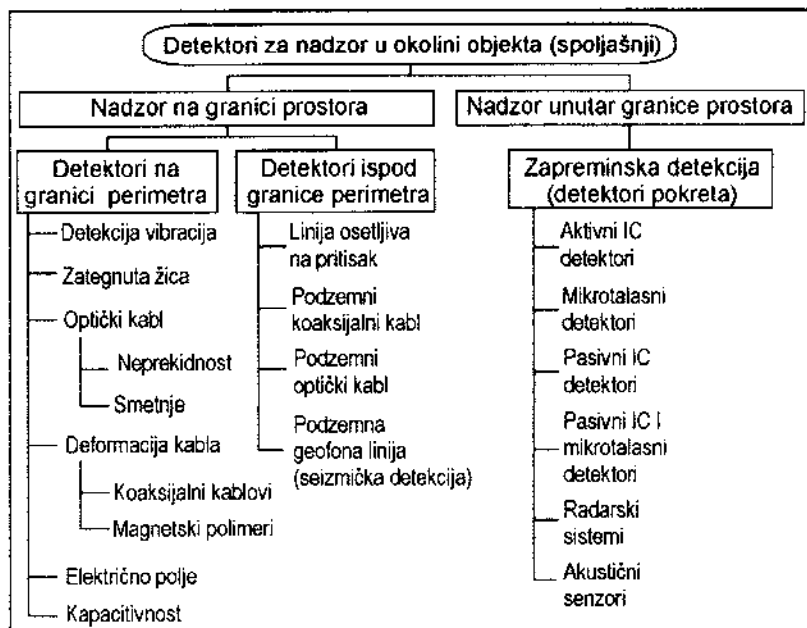 Detektori za nadzor u okolini objekta (spoljašnji)
Nadzor na granici prostora
Nadzor unutar granice prostora
Detektori na
granici perimetra
Detekcija vibracija
Zategnuta žica
Optički kabl
Neprekidnost
Smetnje
Deformacija kabla
Koaksijalni kablovi
Magnetski polimeri
Električno polje
Kapacitivnost
Detektori ispod
granice perimetra
Linija osetljiva
na pritisak
Podzemni
koaksijalni kabl
Podzemni
optički kabl
Podzemna
geofona linija
(seizmička detekcija)
Zapreminska detekcija
(detektori pokreta)
Aktivni IC
detektori
Mikrotalasni
detektori
Pasivni IC
detektori
Pasivni IC I
mikrotalasni
detektori
Radarski
sistemi
Akustični
senzori